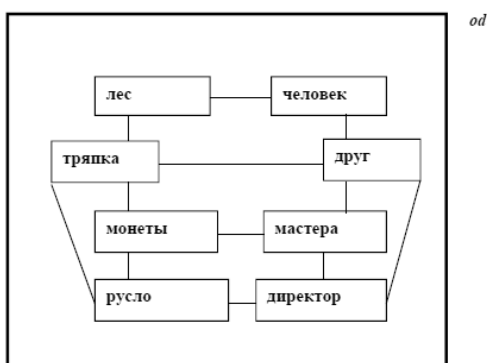 od
лес
человек
тряпка
друг
монеты
мастера
русло
директор